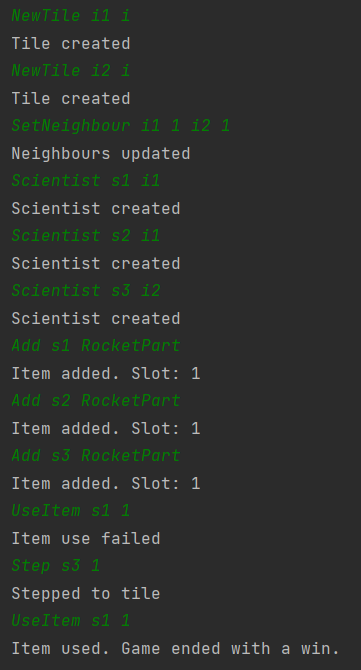 NewTile i1 i
Tile created
NewTile i2 i
Tile created
SetNeighbour i1 1 i2 1
Neighbours updated
Scientist s1 i1
Scientist created
Scientist s2 i1
Scientist created
Scientist s3 i2
Scientist created
Add s1 RocketPart
Item added. Slot: 1
Add s2 RocketPart
Item added. Slot: 1
Add s3 RocketPart
Item added. Slot: 1
UseItem s1 1
Item use failed
Step s3 1
Stepped to tile
UseItem s1 1
Item used. Game ended with a win.